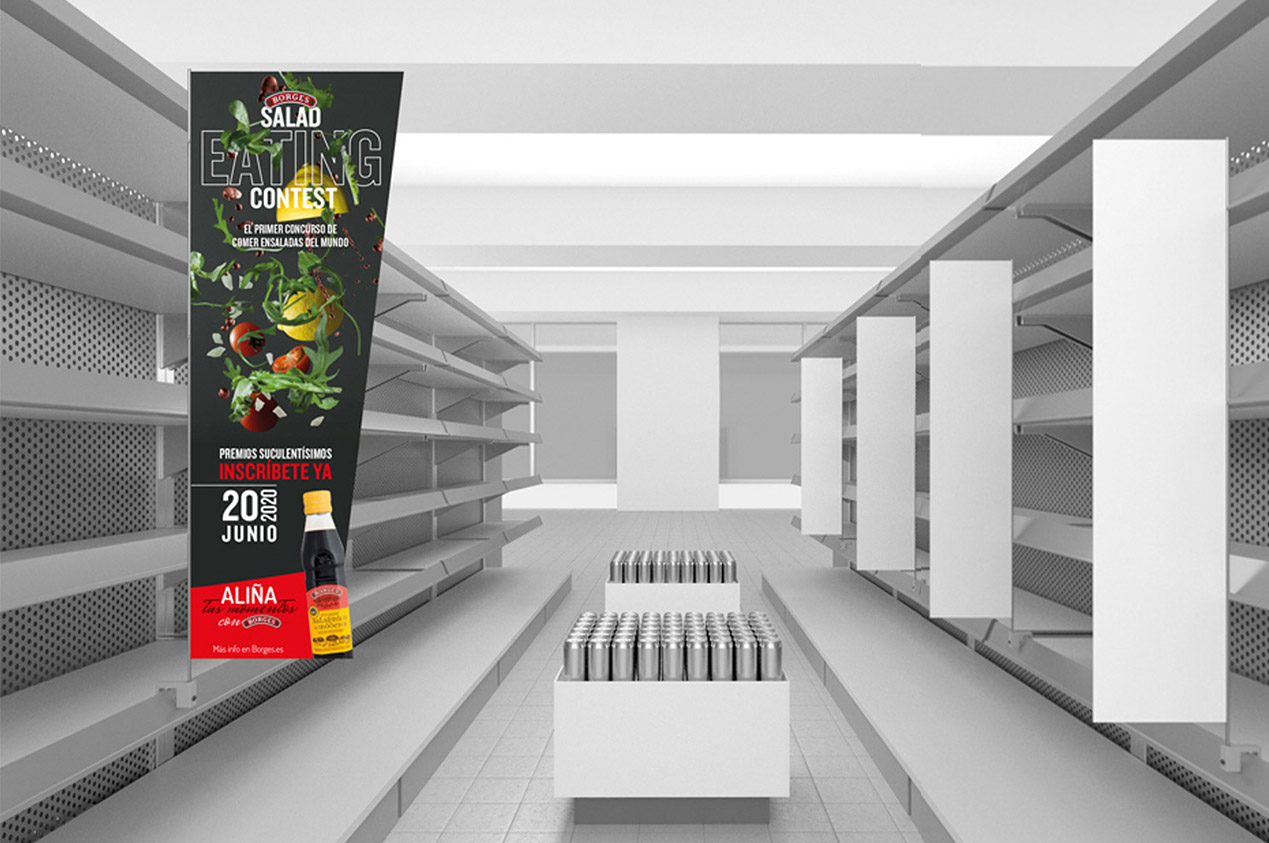 BORGES
SALAD
EATING
CONTEST
EL PRIMER CONCURSO DE
COMER ENSALADAS DEL MUNDO
PREMIOS SUCULENTÍSIMOS
INSCRÍBETE YA
20 2020
JUNIO
ALIÑA
tus momentos
con BORGES
Más info en Borges.es
BORGES